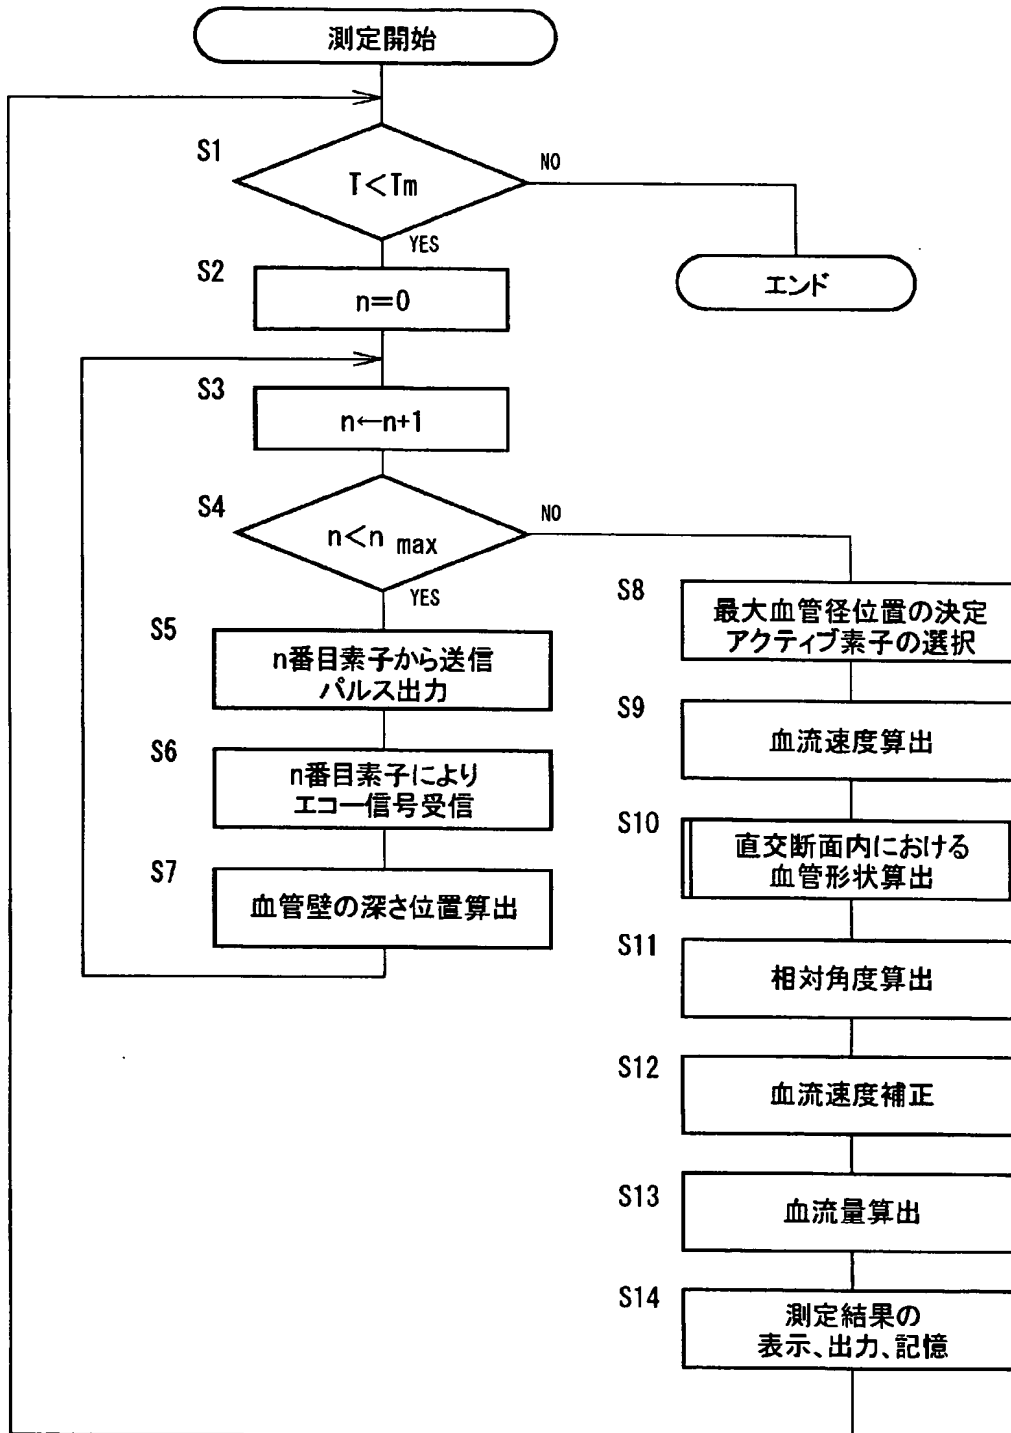 測定開始
S1
T<Tm
NO
YES
エンド
S2
n=0
S3
n←n+1
S4
n<n max
NO
YES
S5
n番目素子から送信
パルス出力
S6
n番目素子により
エコー信号受信
S7
血管壁の深さ位置算出
S8
最大血管径位置の決定
アクティブ素子の選択
S9
血流速度算出
S10
直交断面内における
血管形状算出
S11
相対角度算出
S12
血流速度補正
S13
血流量算出
S14
測定結果の
表示、出力、記憶